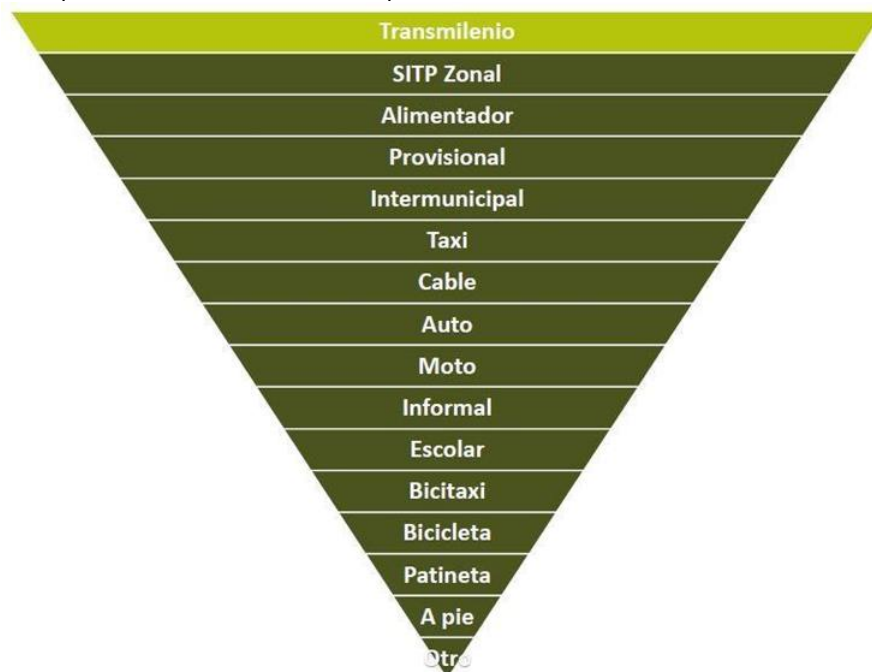 Transmilenio
SITP Zonal
Alimentador
Provisional
Intermunicipal
Taxi
Cable
Auto
Moto
Informal
Escolar
Bicitaxi
Bicicleta
Patineta
A pie
Otro